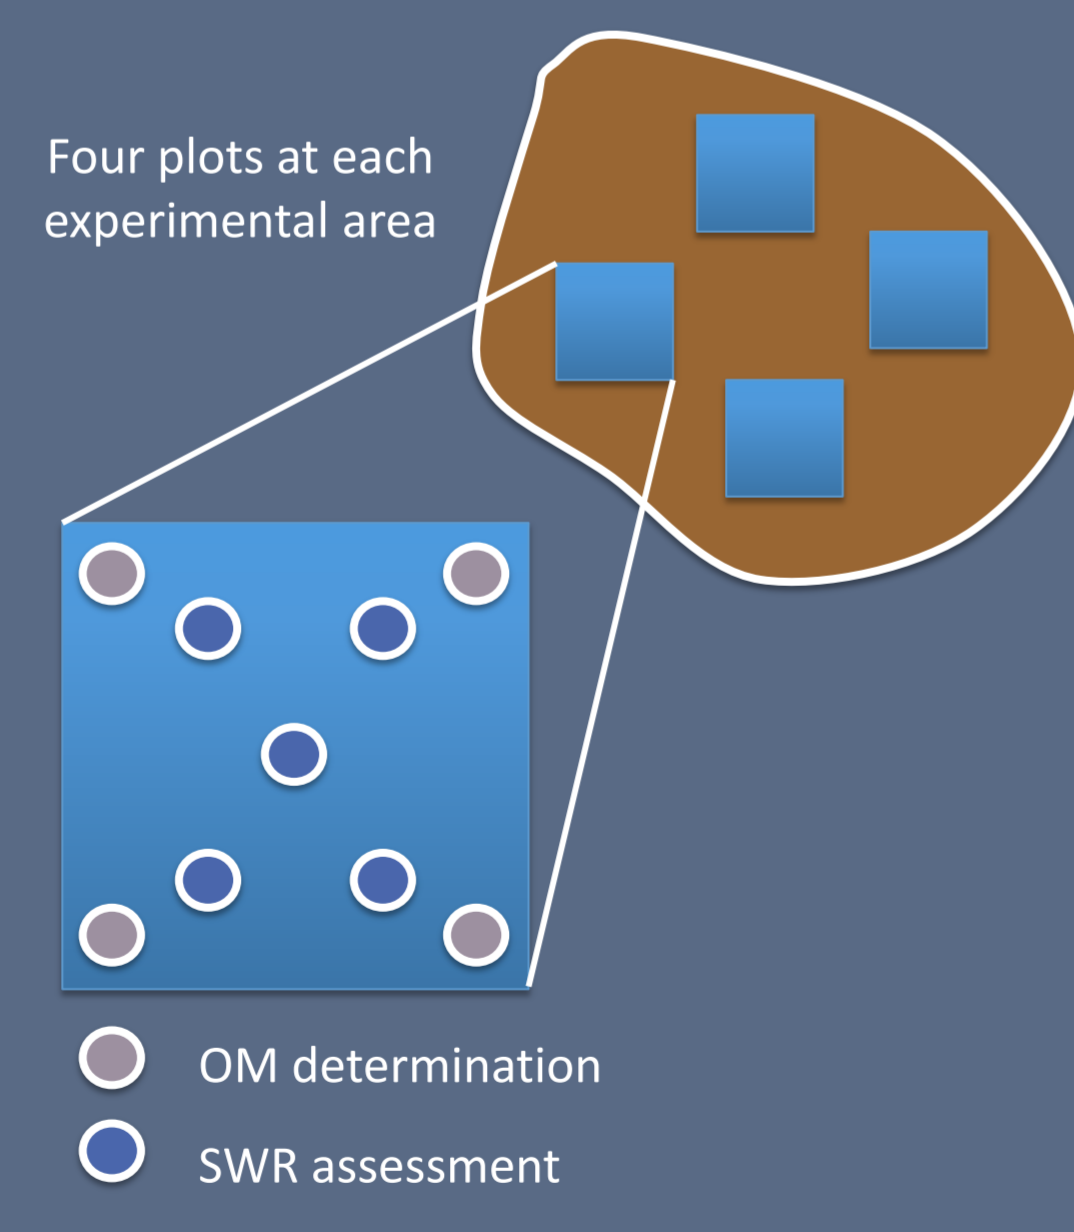 Four plots at each
experimental area
OM determination
SWR assessment